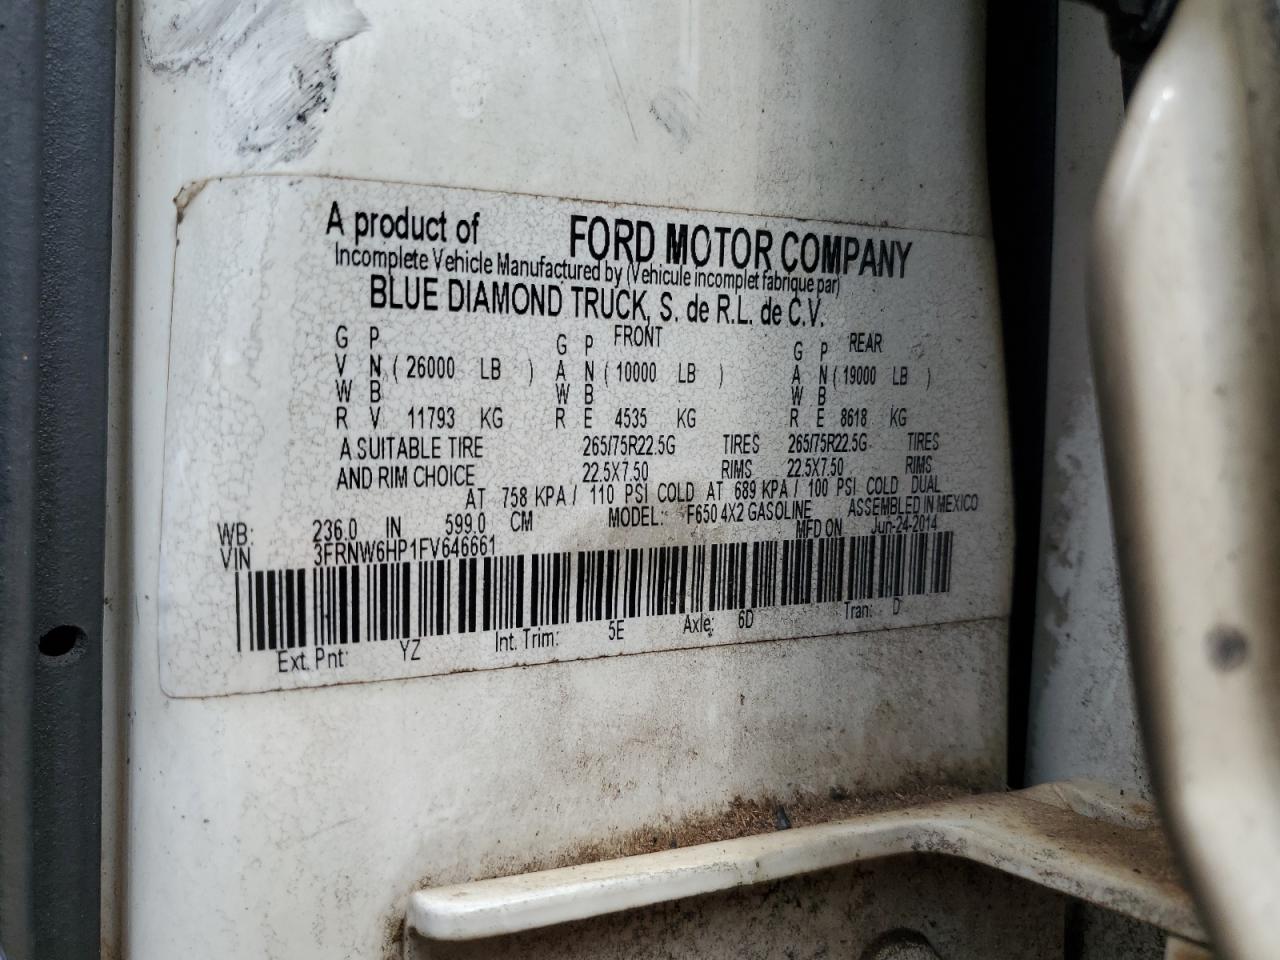 A product of FORD MOTOR COMPANY
Incomplete Vehicle Manufactured by (Vehicule incomplet fabrique par)
BLUE DIAMOND TRUCK, S. de R.L. de C.V.
G P G P FRONT G P REAR
V N ( 26000 LB ) A N ( 10000 LB ) A N ( 19000 LB )
W B W B W B
R V 11793 KG R E 4535 KG R E 8618 KG
A SUITABLE TIRE 265/75R22.5G TIRES 265/75R22.5G TIRES
AND RIM CHOICE 22.5X7.50 RIMS 22.5X7.50 RIMS
AT 758 KPA / 110 PSI COLD AT 689 KPA / 100 PSI COLD DUAL
WB: 236.0 IN 599.0 CM MODEL: F650 4X2 GASOLINE ASSEMBLED IN MEXICO
VIN 3FRNW6HP1FV646661 MFD ON Jun-24-2014
Ext. Pnt: YZ Int. Trim: 5E Axle: 6D Tran: D